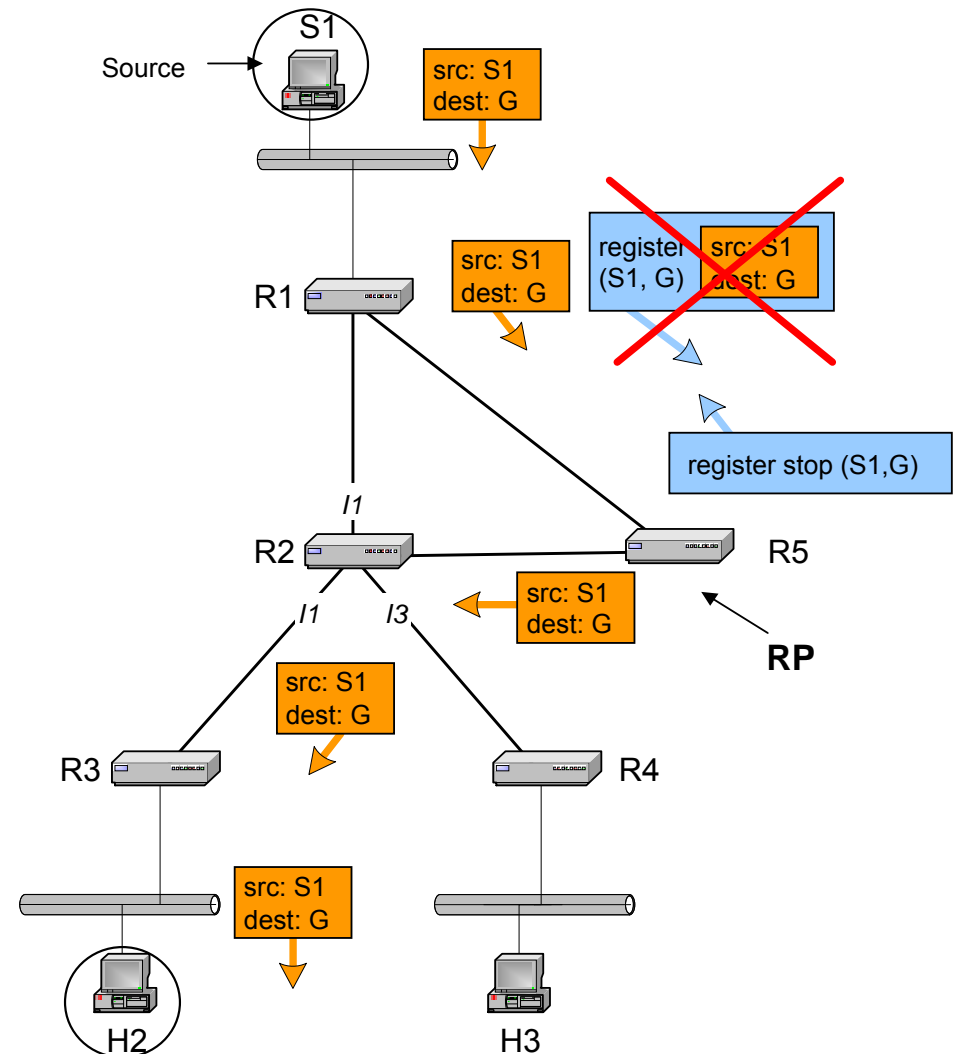 S1
Source
src: S1
dest: G
register
(S1, G)
src: S1
dest: G
src: S1
dest: G
R1
register stop (S1,G)
I1
R2
R5
src: S1
dest: G
I1
I3
RP
src: S1
dest: G
R3
R4
src: S1
dest: G
H2
H3